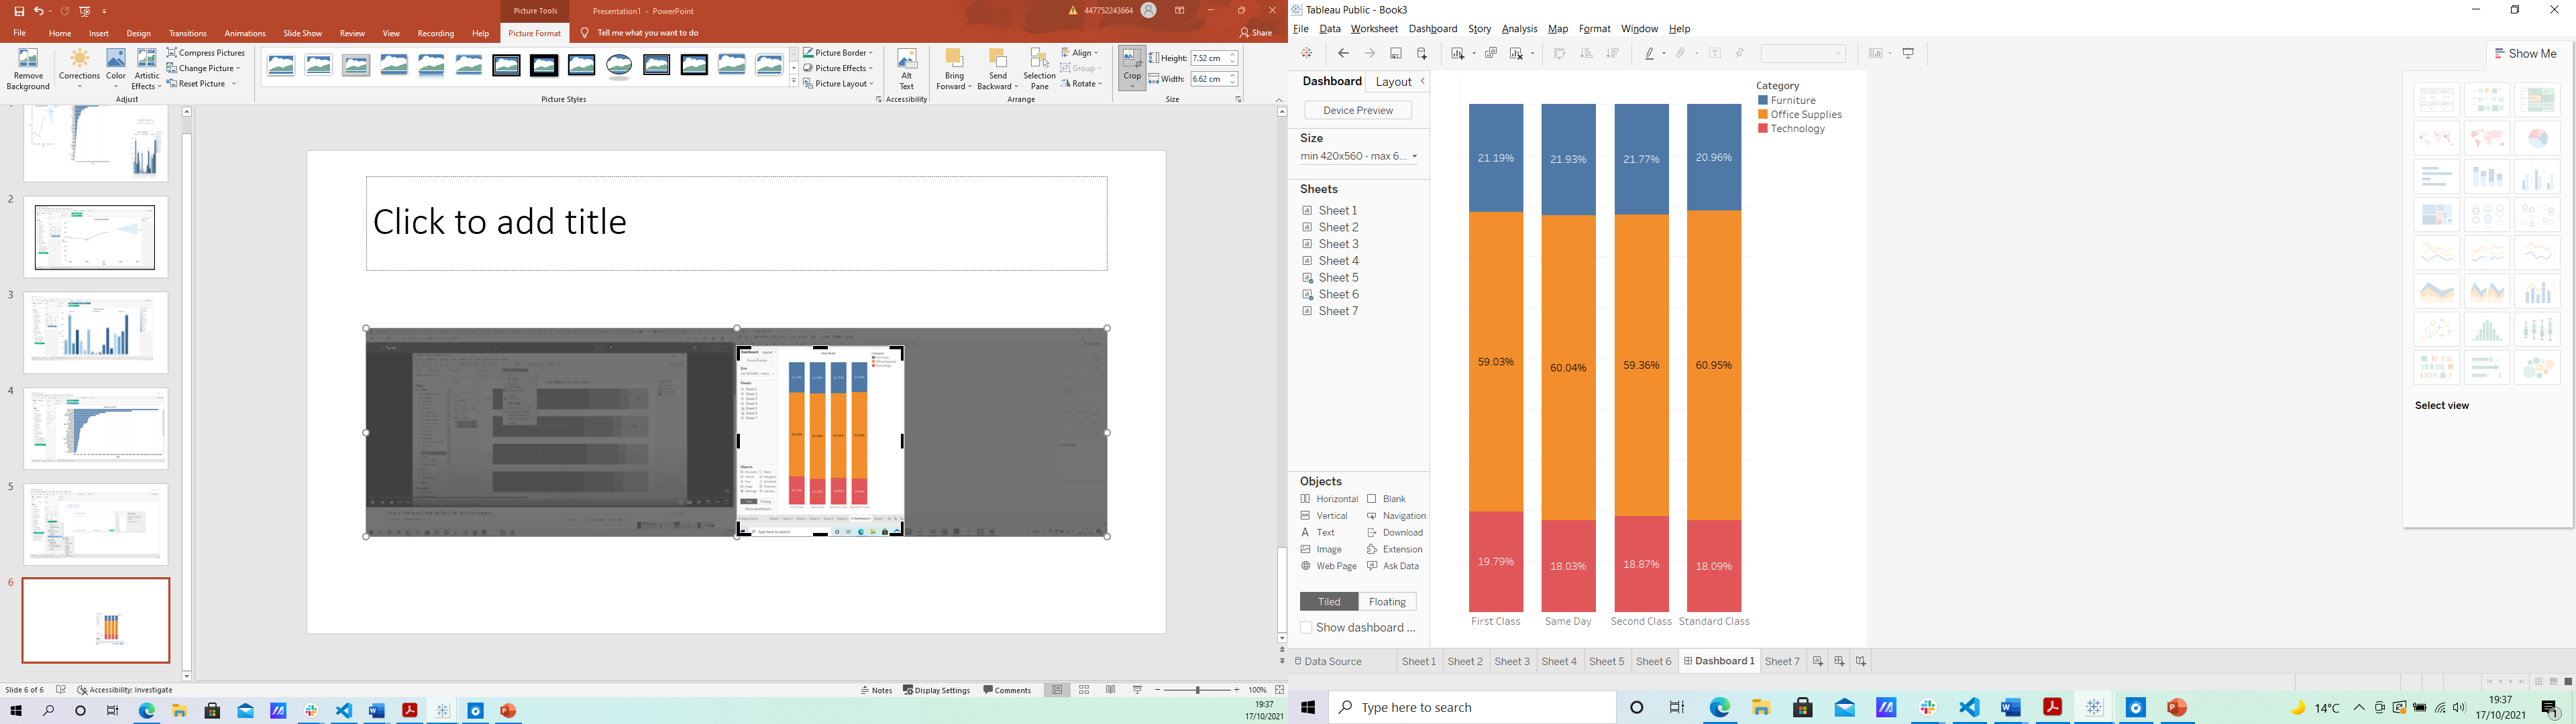 Picture Tools
Presentation1 - PowerPoint
447752243664
File Home Insert Design Transitions Animations Slide Show Review View Recording Help Picture Format Tell me what you want to do Share
Remove Background
Corrections
Color
Artistic Effects
Compress Pictures
Change Picture
Reset Picture
Adjust
Picture Styles
Picture Border
Picture Effects
Picture Layout
Alt Text
Accessibility
Bring Forward
Send Backward
Selection Pane
Align
Group
Rotate
Arrange
Crop
Height: 7.52 cm
Width: 6.62 cm
Size
2
3
4
5
6
Click to add title
Slide 6 of 6
Accessibility: Investigate
Notes
Display Settings
Comments
100%
19:37
17/10/2021
Tableau Public - Book3
File Data Worksheet Dashboard Story Analysis Map Format Window Help
Show Me
Dashboard Layout
Device Preview
Size
min 420x560 - max 6...
Sheets
Sheet 1
Sheet 2
Sheet 3
Sheet 4
Sheet 5
Sheet 6
Sheet 7
Objects
Horizontal Blank
Vertical Navigation
Text Download
Image Extension
Web Page Ask Data
Tiled Floating
Show dashboard ...
Category
Furniture
Office Supplies
Technology
21.19% 21.93% 21.77% 20.96%
59.03% 60.04% 59.36% 60.95%
19.79% 18.03% 18.87% 18.09%
First Class Same Day Second Class Standard Class
Select view
Data Source Sheet 1 Sheet 2 Sheet 3 Sheet 4 Sheet 5 Sheet 6 Dashboard 1 Sheet 7
Type here to search
14°C
19:37
17/10/2021
1